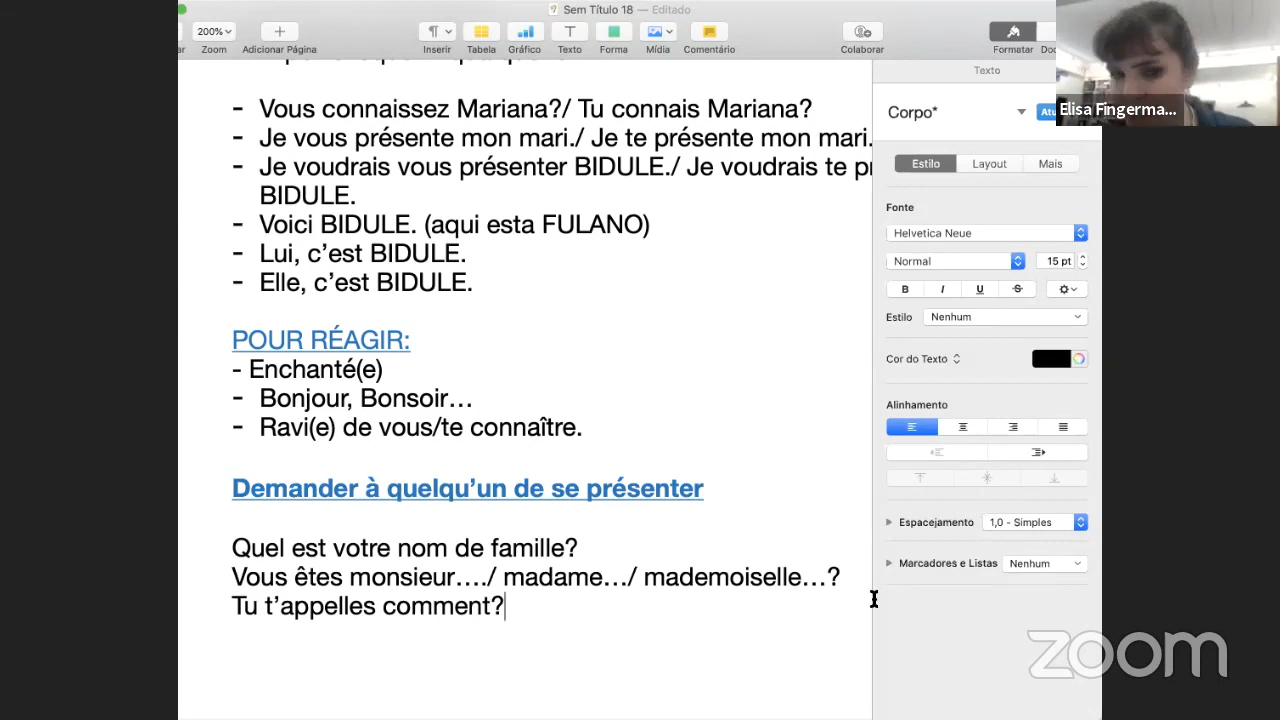 Sem Título 18 — Editado
200%
Zoom
Adicionar Página
Inserir
Tabela
Gráfico
Texto
Forma
Mídia
Comentário
Colaborar
Formatar
- Vous connaissez Mariana?/ Tu connais Mariana?
- Je vous présente mon mari./ Je te présente mon mari.
- Je voudrais vous présenter BIDULE./ Je voudrais te pr
BIDULE.
- Voici BIDULE. (aqui esta FULANO)
- Lui, c’est BIDULE.
- Elle, c’est BIDULE.
POUR RÉAGIR:
- Enchanté(e)
- Bonjour, Bonsoir…
- Ravi(e) de vous/te connaître.
Demander à quelqu’un de se présenter
Quel est votre nom de famille?
Vous êtes monsieur…./ madame…/ mademoiselle…?
Tu t’appelles comment?
Texto
Corpo*
Estilo Layout Mais
Fonte
Helvetica Neue
Normal 15 pt
B I U S
Estilo Nenhum
Cor do Texto
Alinhamento
Espacejamento 1,0 - Simples
Marcadores e Listas Nenhum
Elisa Fingerma...
zoom